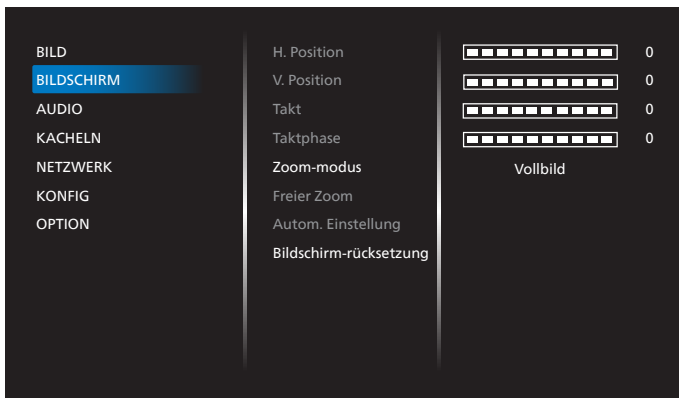 BILD
BILDSCHIRM
AUDIO
KACHELN
NETZWERK
KONFIG
OPTION
H. Position 0
V. Position 0
Takt 0
Taktphase 0
Zoom-modus Vollbild
Freier Zoom
Autom. Einstellung
Bildschirm-rücksetzung